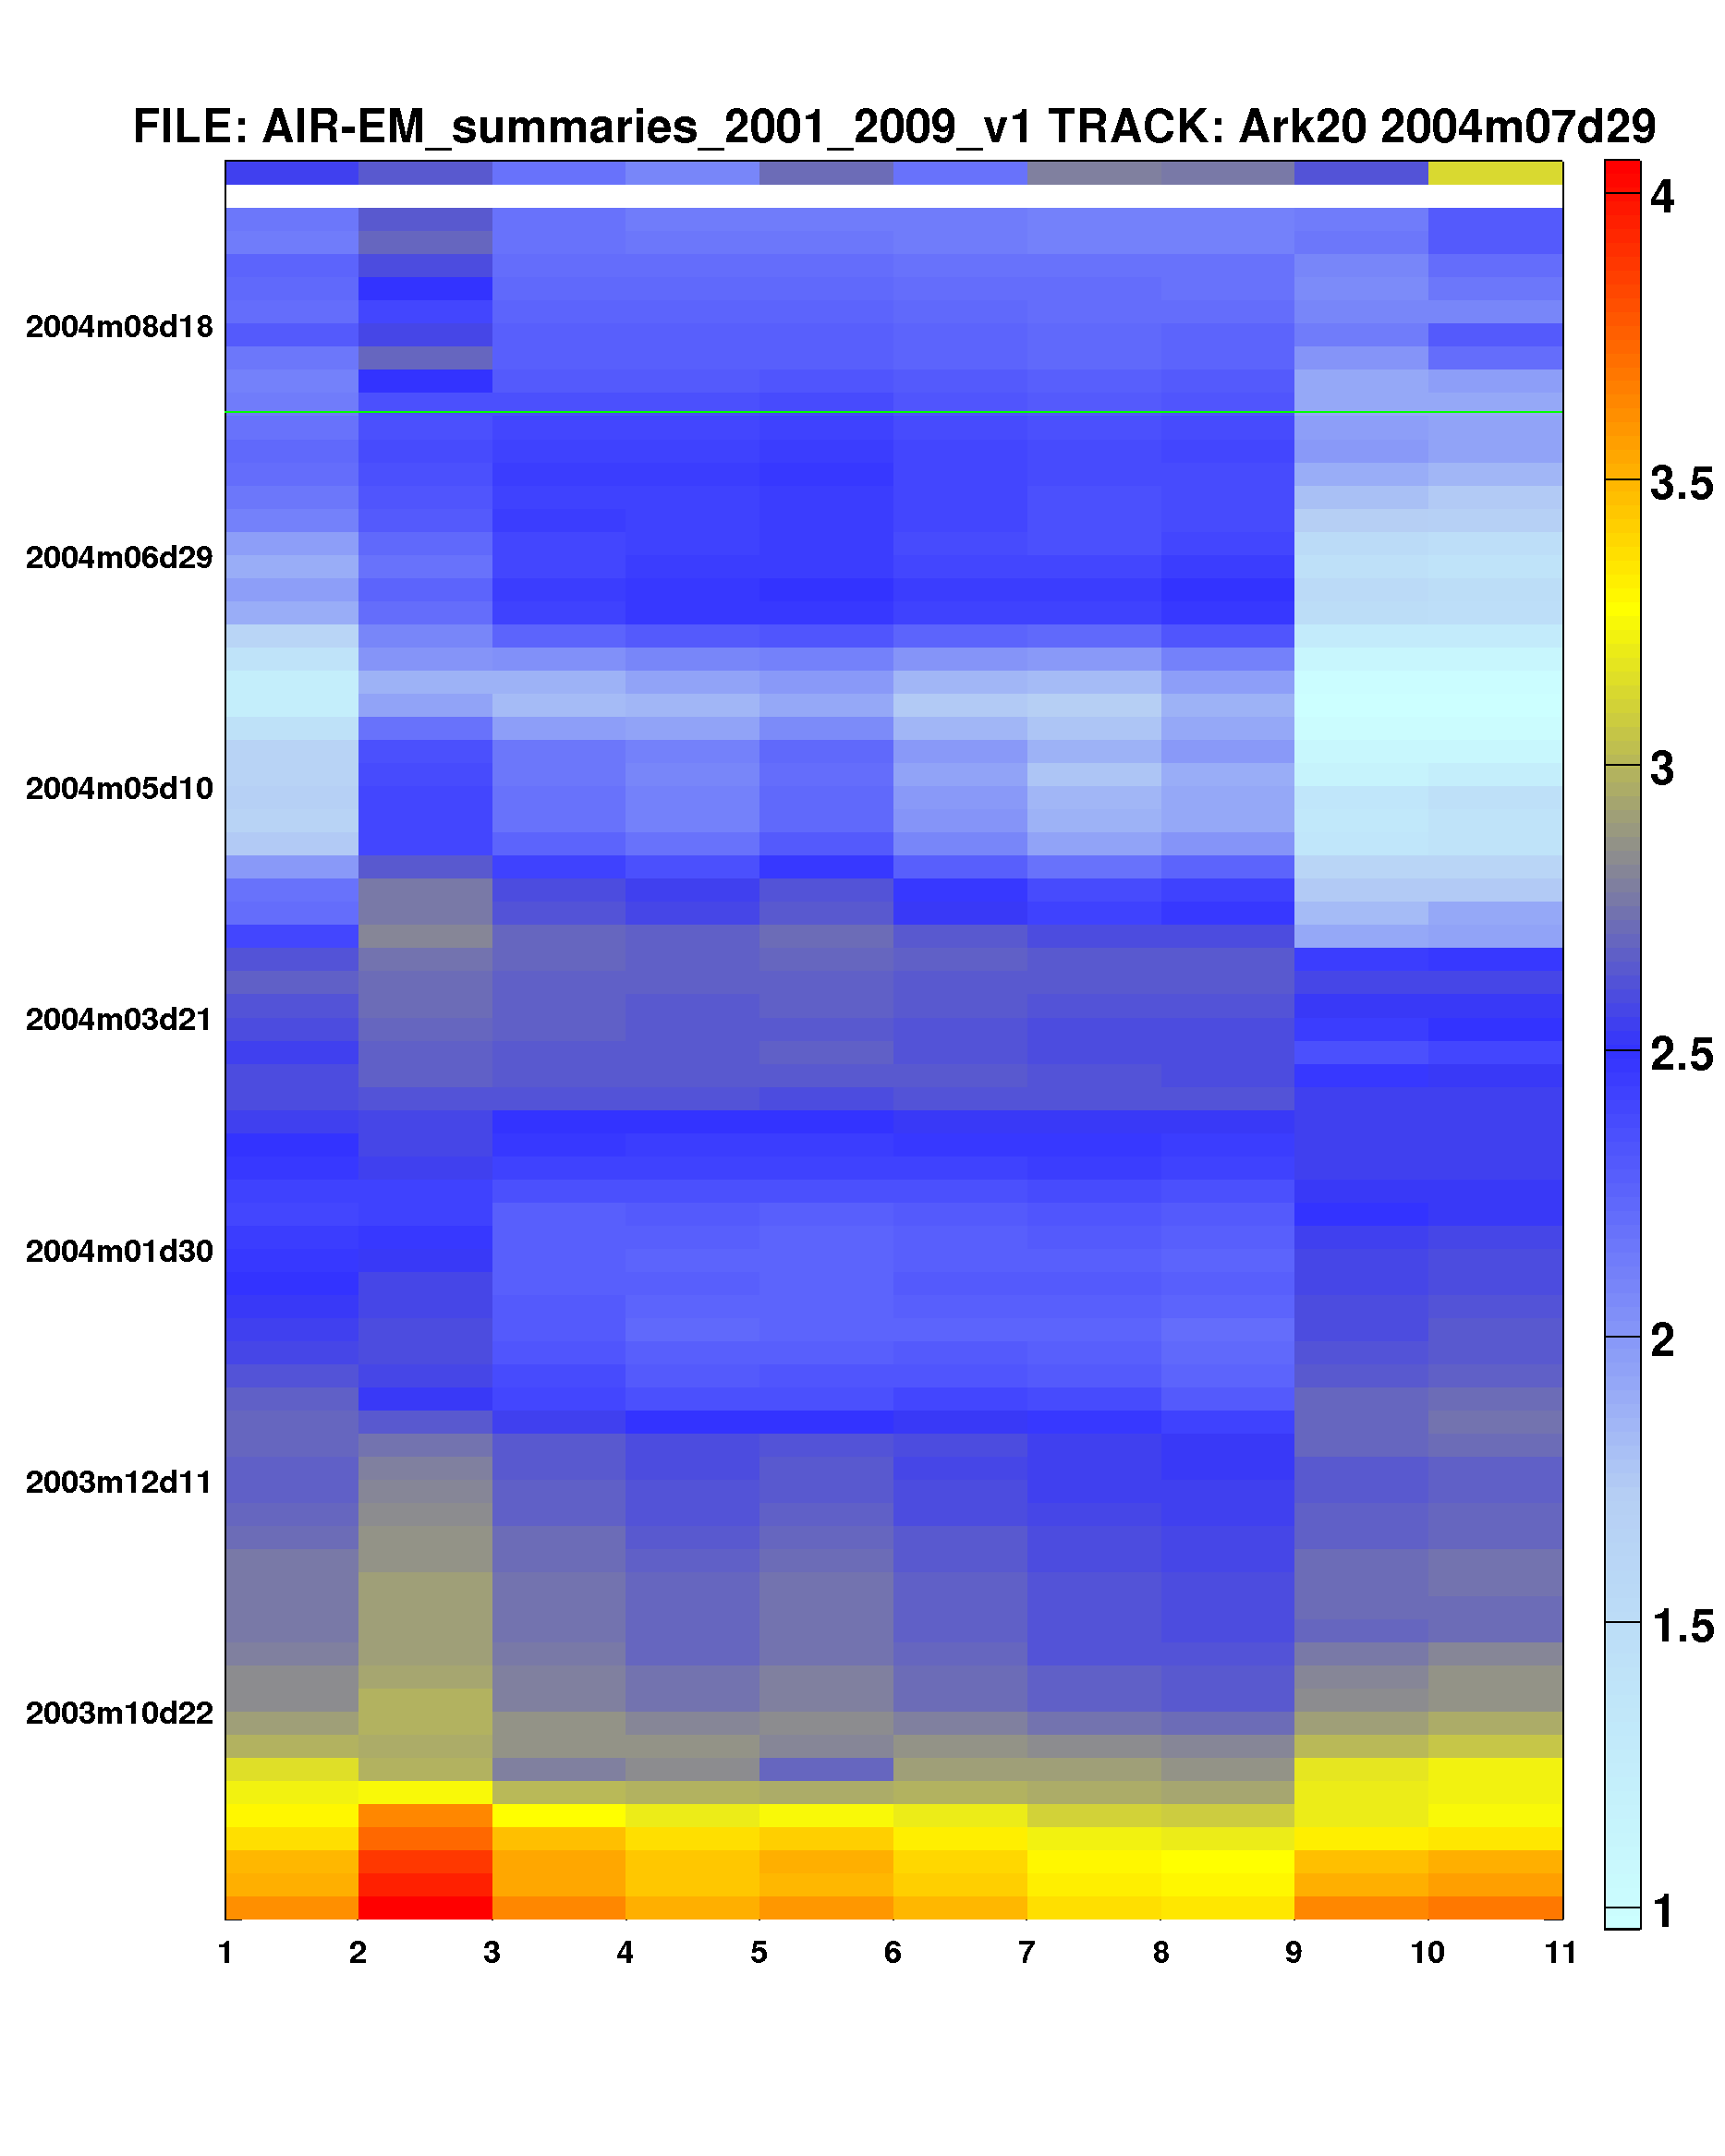 FILE: AIR-EM_summaries_2001_2009_v1 TRACK: Ark20 2004m07d29
4
3.5
3
2.5
2
1.5
1
2004m08d18
2004m06d29
2004m05d10
2004m03d21
2004m01d30
2003m12d11
2003m10d22
1 2 3 4 5 6 7 8 9 10 11